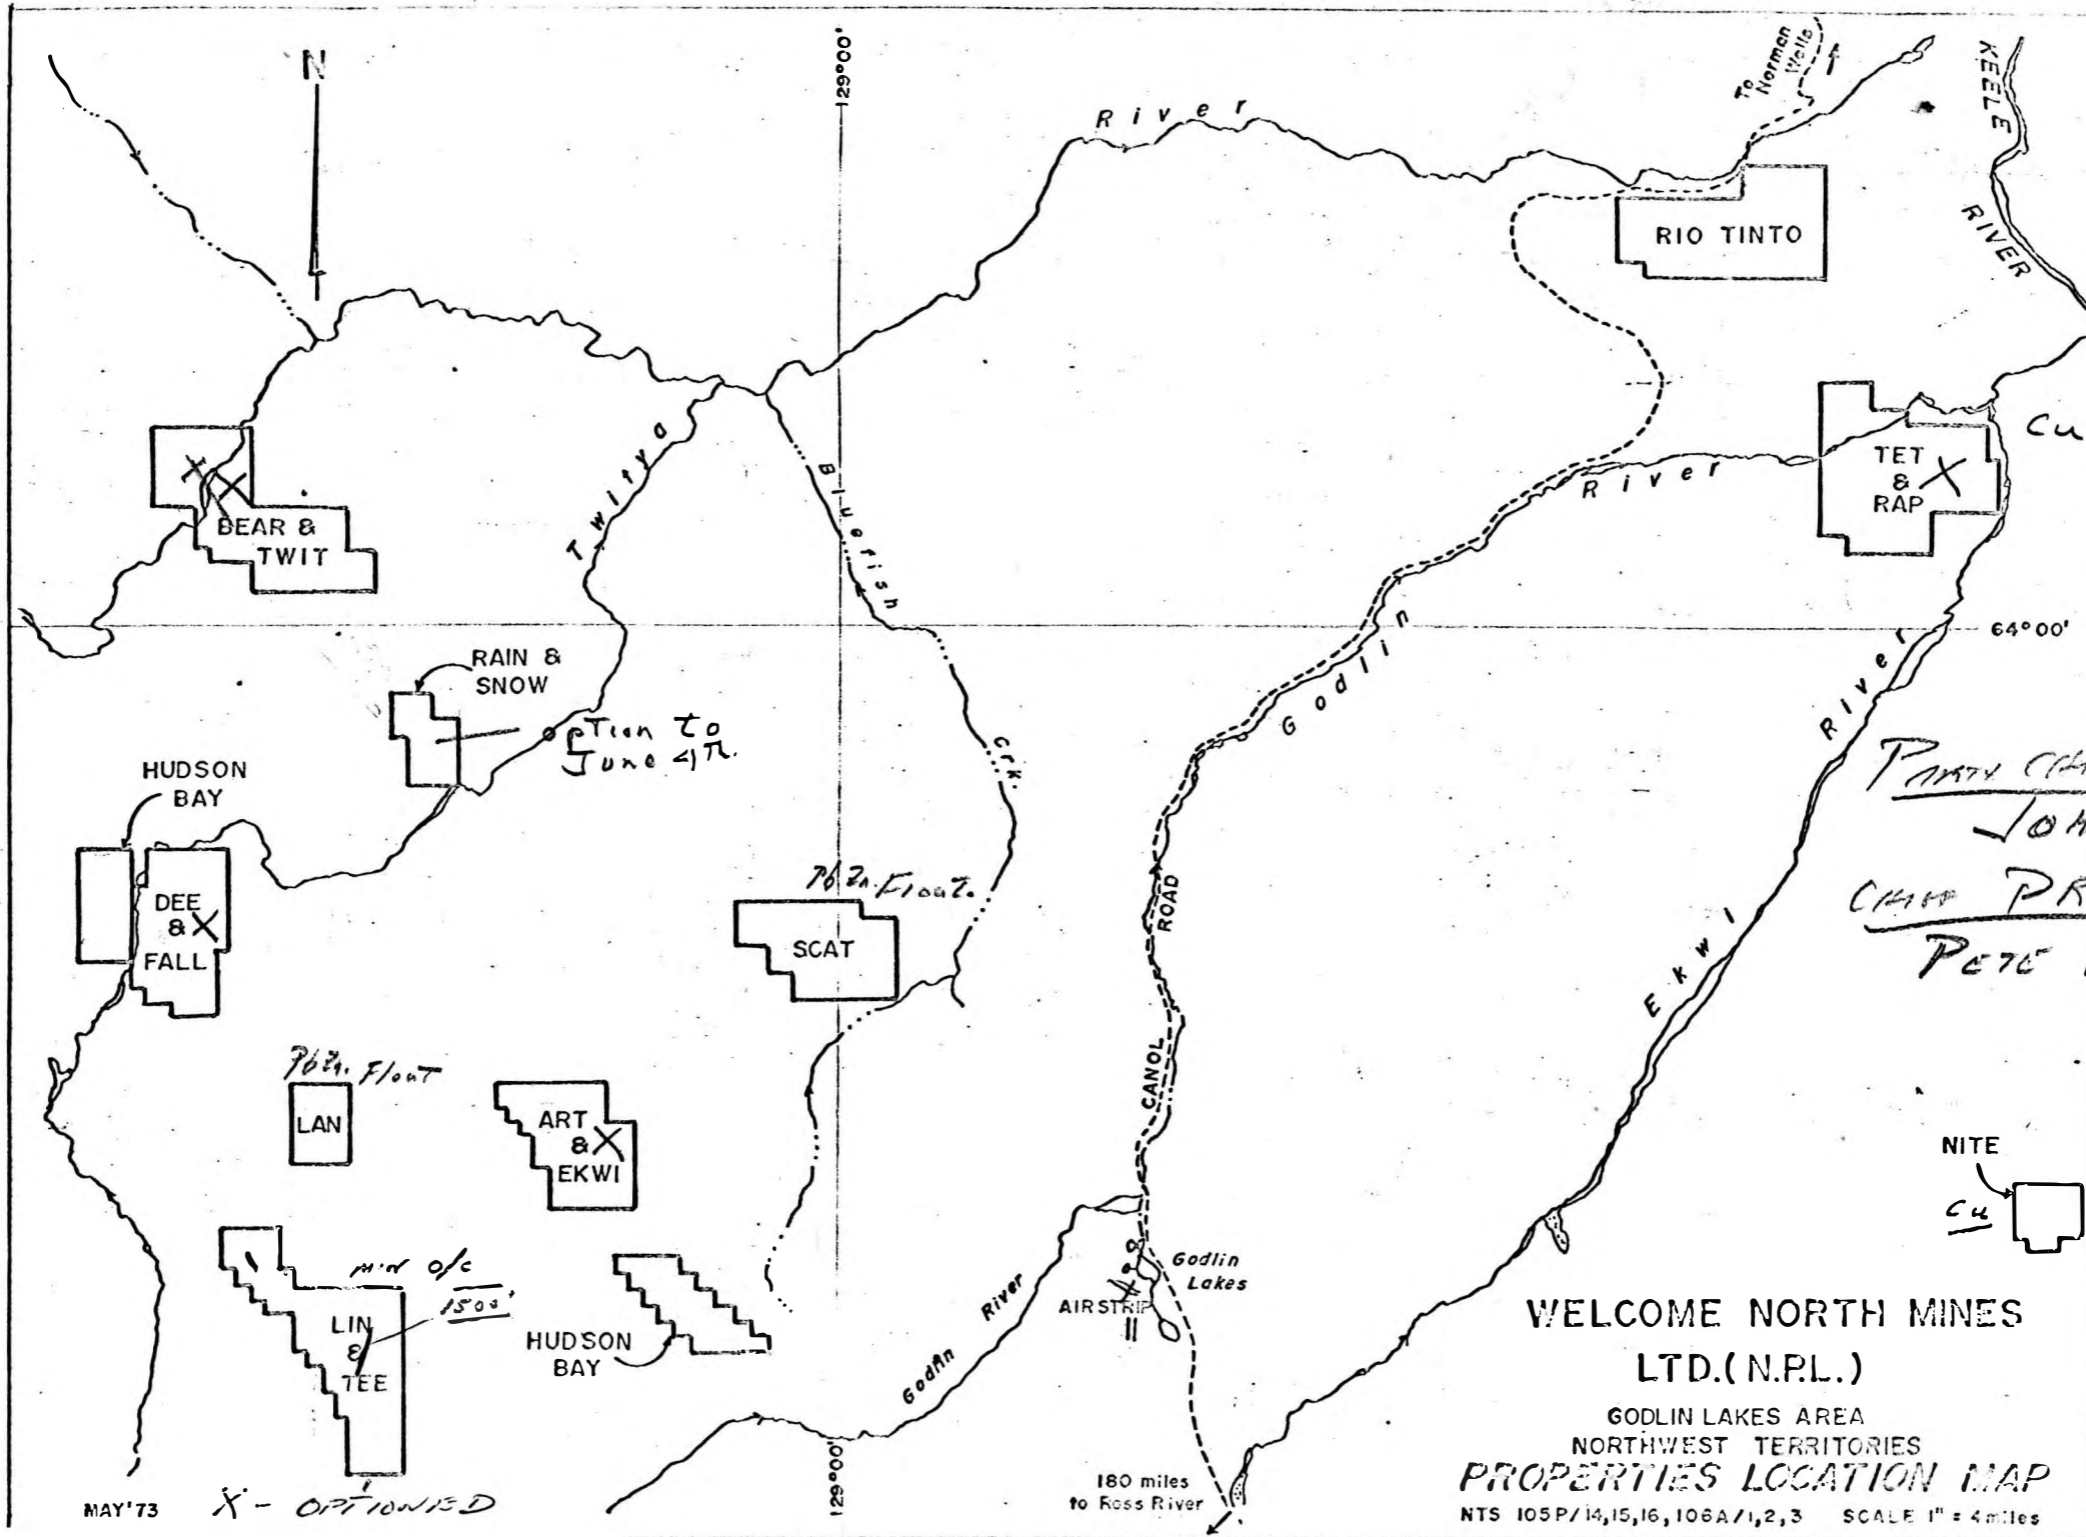 N
129°00'
River
To
Norman
Wells
KEELE
RIVER
RIO TINTO
Cu
TET
&
RAP
River
Twitya
Bluefish
Crk.
BEAR &
TWIT
64°00'
RAIN &
SNOW
option to
June 4th.
Godlin
River
HUDSON
BAY
DEE
&
FALL
Pb Zn. Float.
SCAT
CANOL ROAD
EKWI
JOH
CAMP PR
PETE
Pb Zn. Float
LAN
ART
&
EKWI
NITE
Cu
min o/c
1500'
LIN
&
TEE
HUDSON
BAY
Godlin River
Godlin
Lakes
AIRSTRIP
WELCOME NORTH MINES
LTD.(N.P.L.)
GODLIN LAKES AREA
NORTHWEST TERRITORIES
PROPERTIES LOCATION MAP
NTS 105P/14,15,16, 106A/1,2,3 SCALE 1" = 4 miles
129°00'
180 miles
to Ross River
MAY'73
X - OPTIONED